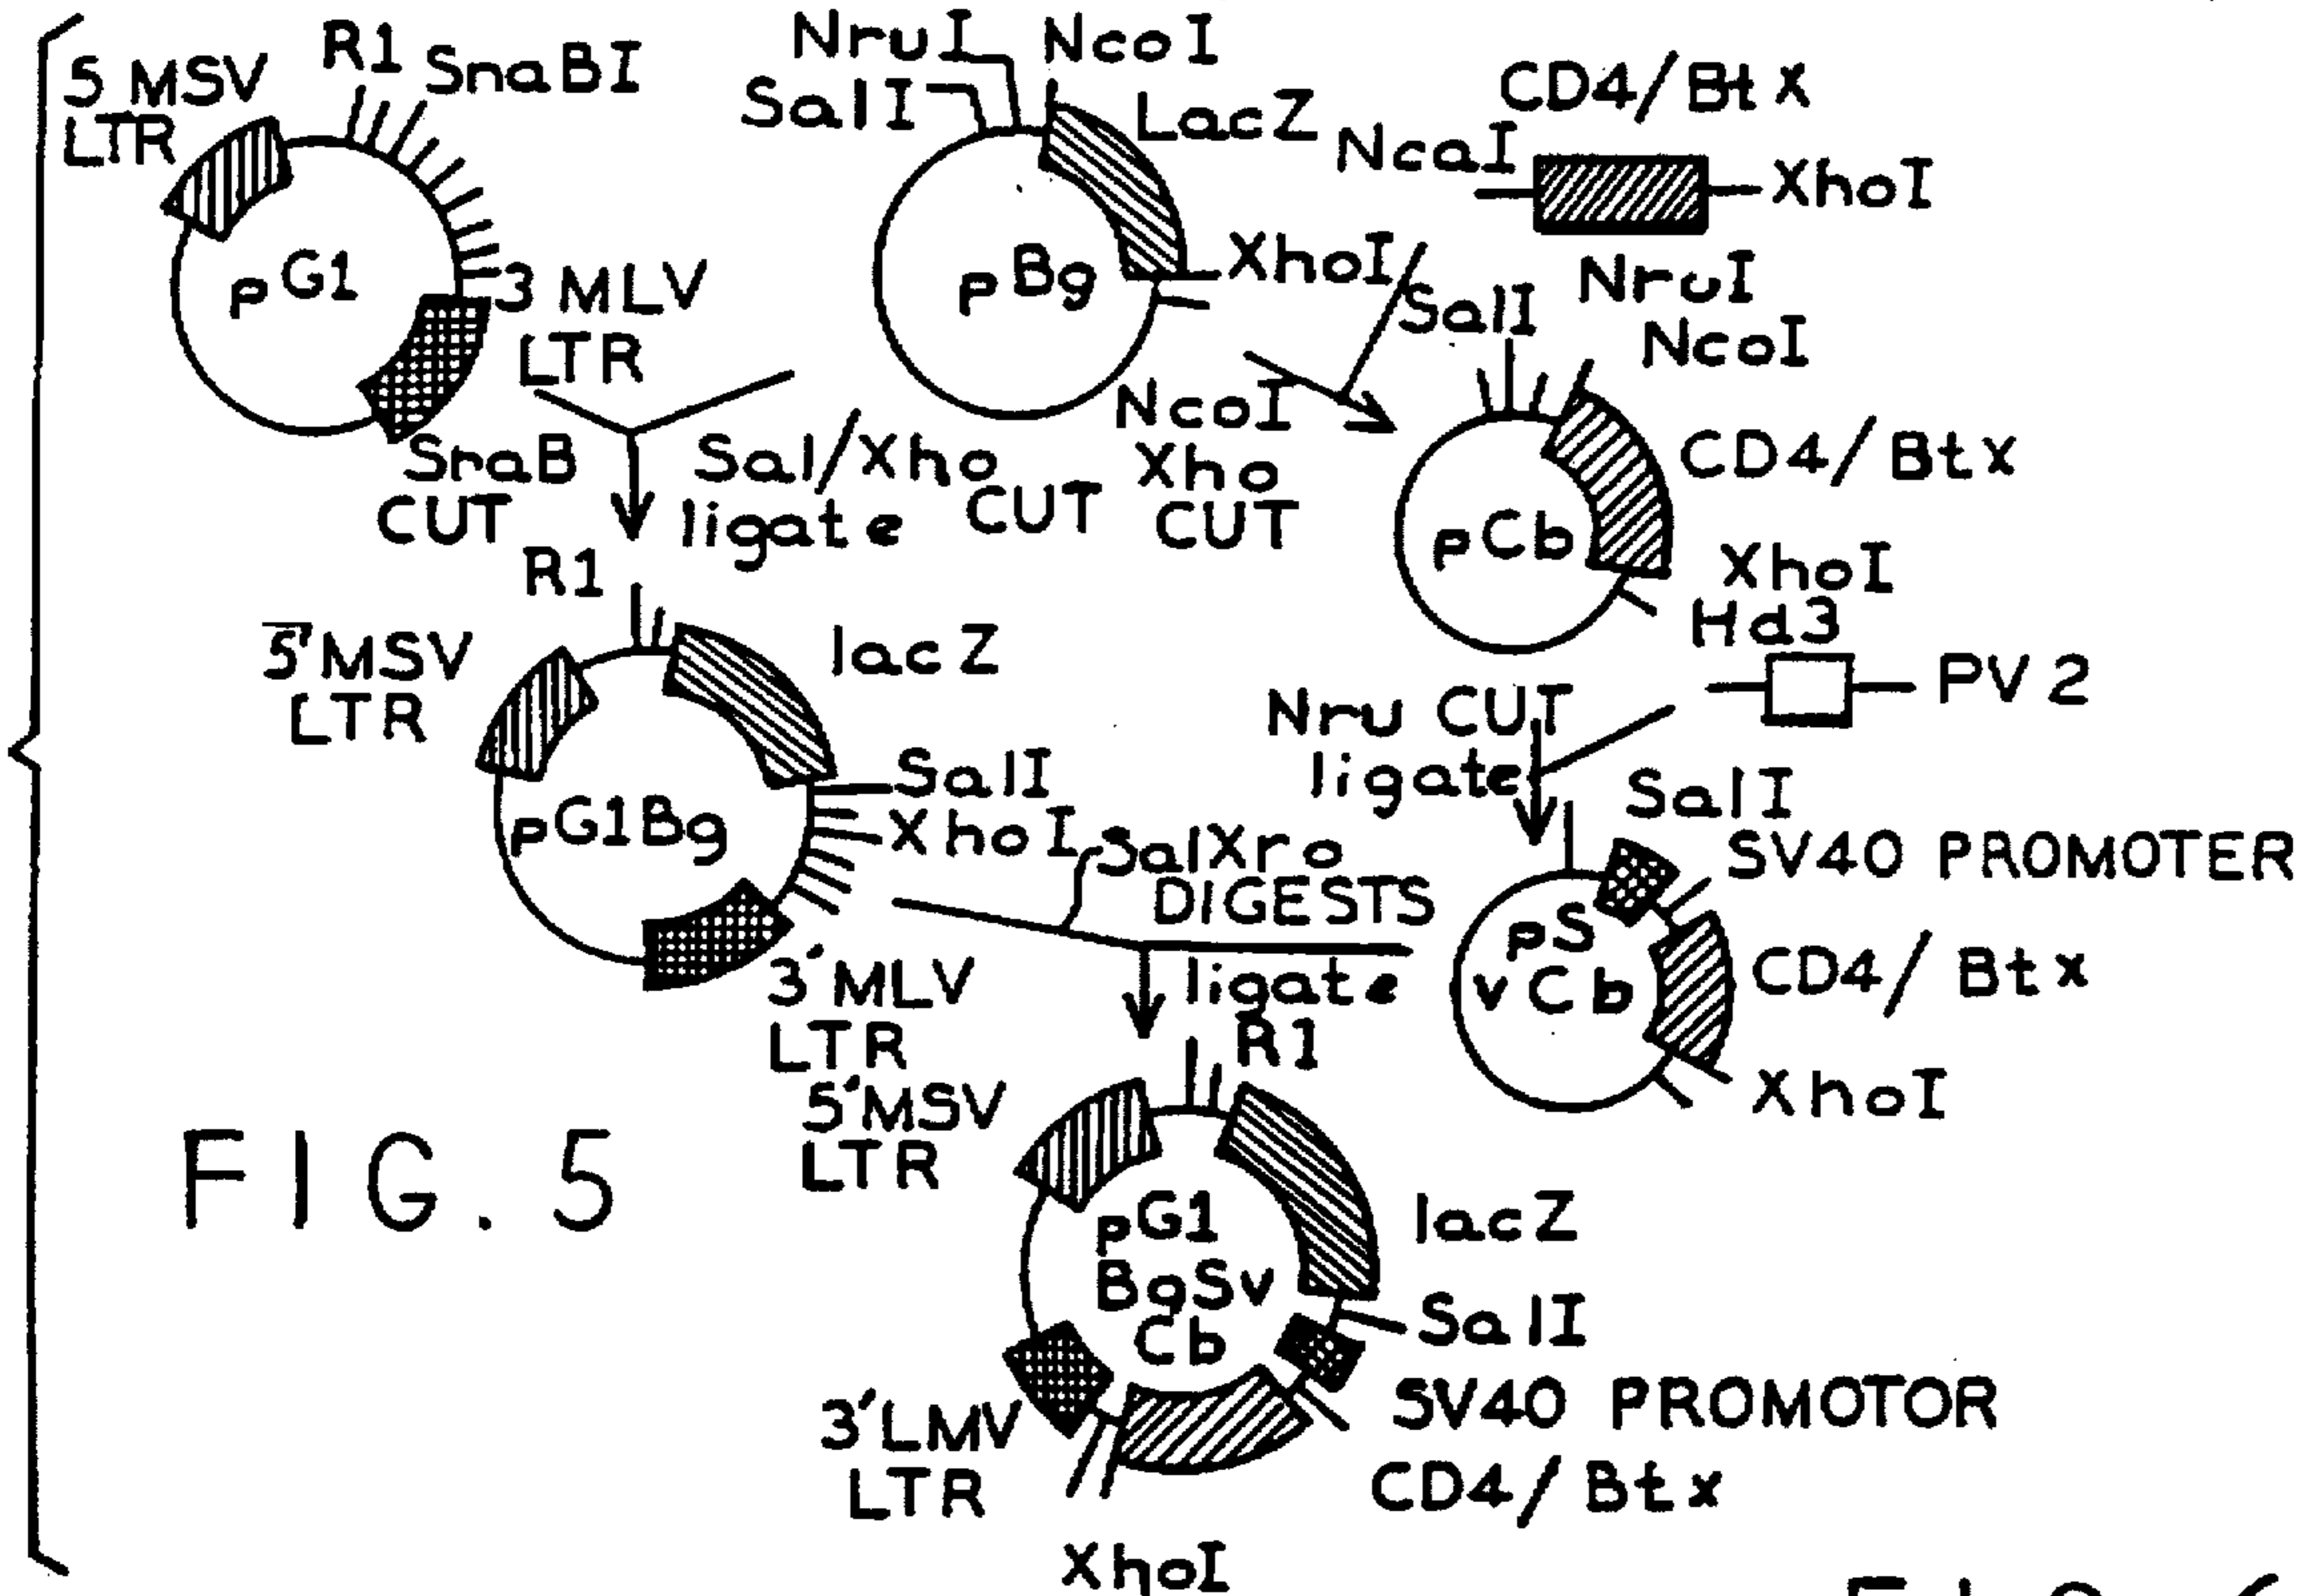 5 MSV
LTR
R1 SnaBI
pG1
3 MLV
LTR
NruI NcoI
SalI
LacZ
pBg
XhoI
CD4/Btx
NcaI
XhoI
SalI
NruI
NcoI
CD4/Btx
pCb
XhoI
Hd3
PV2
SnaB
CUT
Sal/Xho
ligate CUT
NcoI
Xho
CUT
R1
5'MSV
LTR
lacZ
pG1Bg
SalI
XhoI
3'MLV
LTR
SalXro
DIGESTS
ligate
Nru CUT
ligate
SalI
SV40 PROMOTER
pS
vCb
CD4/Btx
XhoI
R1
5'MSV
LTR
pG1
BgSv
Cb
lacZ
SalI
SV40 PROMOTOR
CD4/Btx
3'LMV
LTR
XhoI
FIG. 5